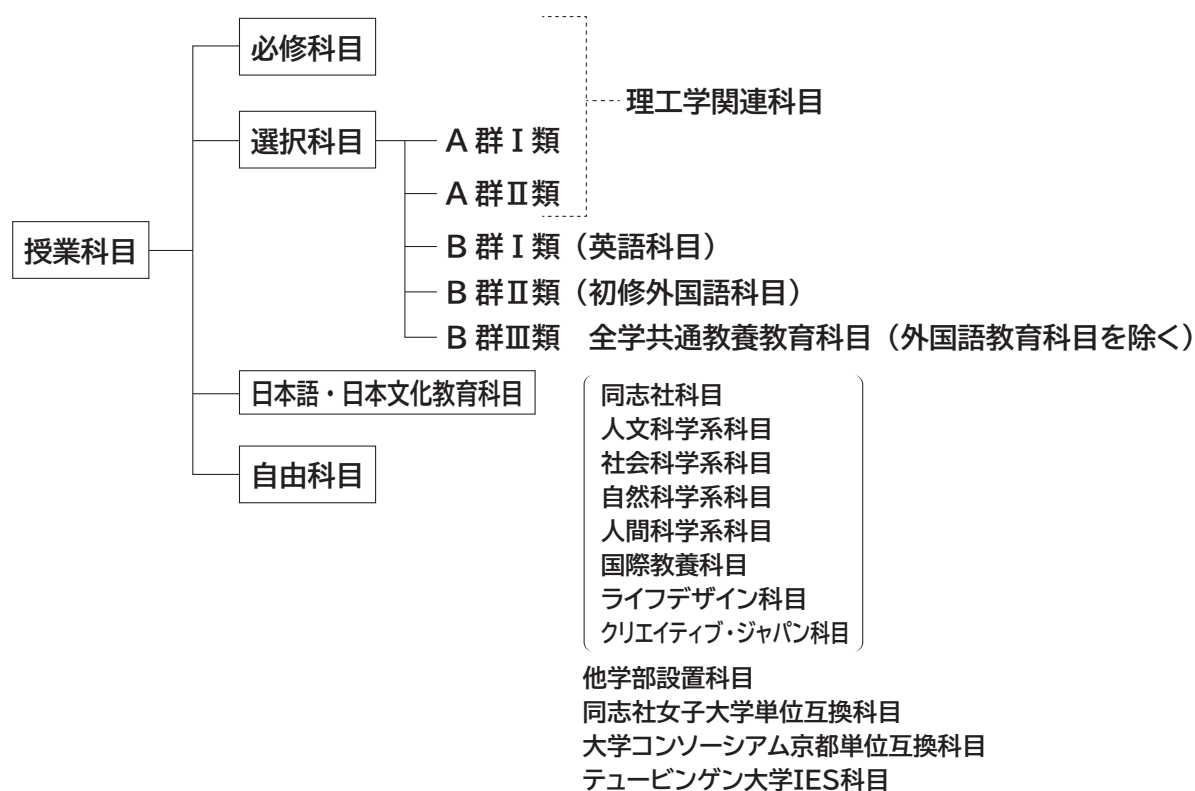 必修科目
理工学関連科目
選択科目
A 群Ⅰ類
A 群Ⅱ類
授業科目
B 群Ⅰ類（英語科目）
B 群Ⅱ類（初修外国語科目）
B 群Ⅲ類　全学共通教養教育科目（外国語教育科目を除く）
日本語・日本文化教育科目
同志社科目
人文科学系科目
社会科学系科目
自由科目
自然科学系科目
人間科学系科目
国際教養科目
ライフデザイン科目
クリエイティブ・ジャパン科目
他学部設置科目
同志社女子大学単位互換科目
大学コンソーシアム京都単位互換科目
テュービンゲン大学IES科目